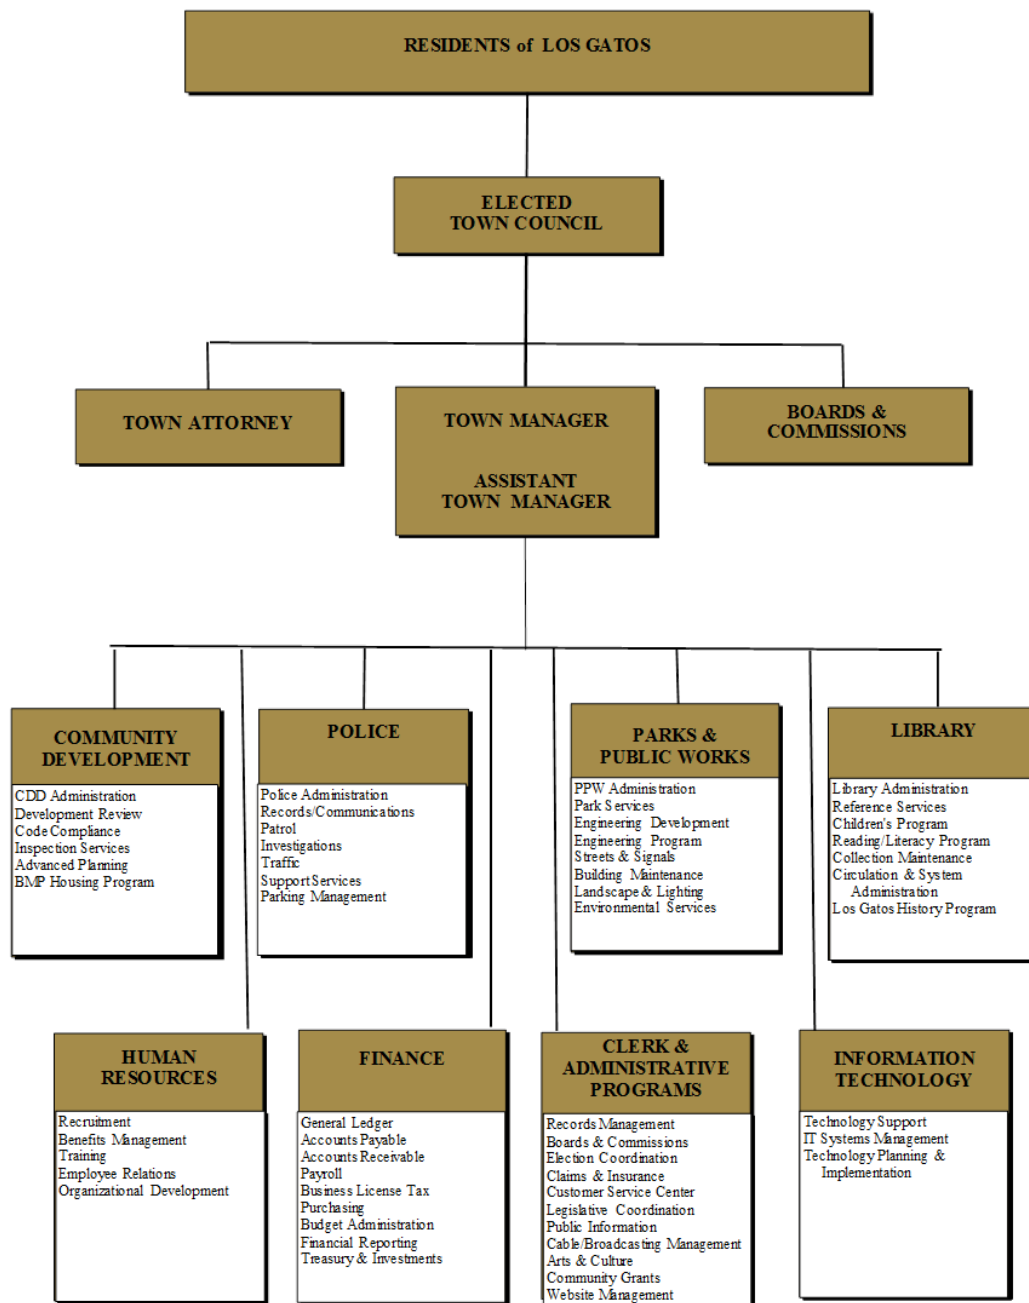 RESIDENTS of LOS GATOS
ELECTED
TOWN COUNCIL
TOWN ATTORNEY
TOWN MANAGER
ASSISTANT
TOWN MANAGER
BOARDS &
COMMISSIONS
COMMUNITY
DEVELOPMENT
CDD Administration
Development Review
Code Compliance
Inspection Services
Advanced Planning
BMP Housing Program
POLICE
Police Administration
Records/Communications
Patrol
Investigations
Traffic
Support Services
Parking Management
PARKS &
PUBLIC WORKS
PPW Administration
Park Services
Engineering Development
Engineering Program
Streets & Signals
Building Maintenance
Landscape & Lighting
Environmental Services
LIBRARY
Library Administration
Reference Services
Children's Program
Reading/Literacy Program
Collection Maintenance
Circulation & System
Administration
Los Gatos History Program
HUMAN
RESOURCES
Recruitment
Benefits Management
Training
Employee Relations
Organizational Development
FINANCE
General Ledger
Accounts Payable
Accounts Receivable
Payroll
Business License Tax
Purchasing
Budget Administration
Financial Reporting
Treasury & Investments
CLERK &
ADMINISTRATIVE
PROGRAMS
Records Management
Boards & Commissions
Election Coordination
Claims & Insurance
Customer Service Center
Legislative Coordination
Public Information
Cable/Broadcasting Management
Arts & Culture
Community Grants
Website Management
INFORMATION
TECHNOLOGY
Technology Support
IT Systems Management
Technology Planning &
Implementation